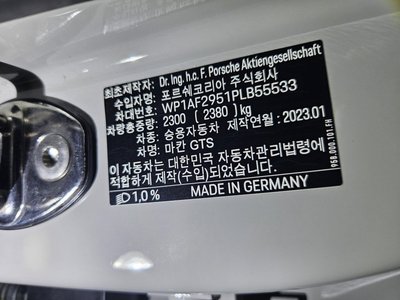 최초제작자: Dr. Ing. h.c. F. Porsche Aktiengesellschaft
수입자명: 포르쉐코리아 주식회사
차대번호: WP1AF2951PLB55533
차량총중량: 2300 ( 2380 ) kg
차종: 승용자동차 제작연월: 2023.01
차명: 마칸 GTS
이 자동차는 대한민국 자동차관리법령에
적합하게 제작(수입)되었습니다.
1,0% MADE IN GERMANY
9GB.000.101.FH